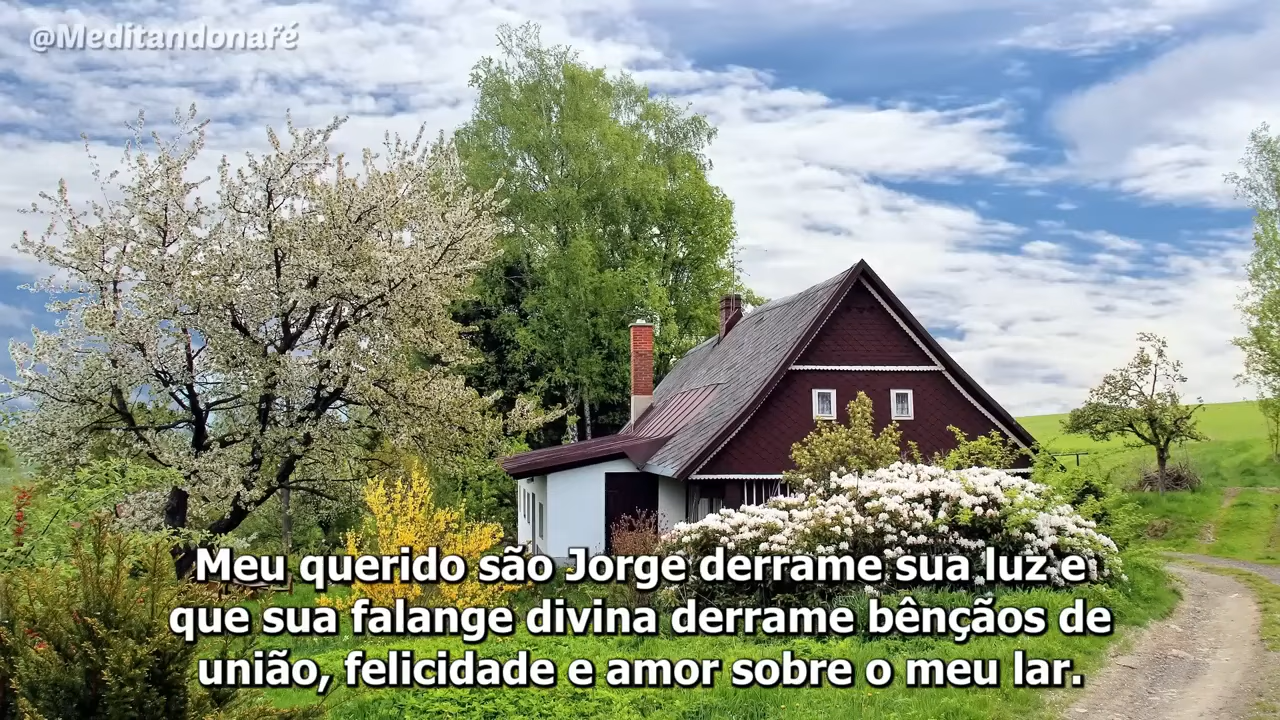 @Meditandonafé
Meu querido são Jorge derrame sua luz e
que sua falange divina derrame bênçãos de
união, felicidade e amor sobre o meu lar.